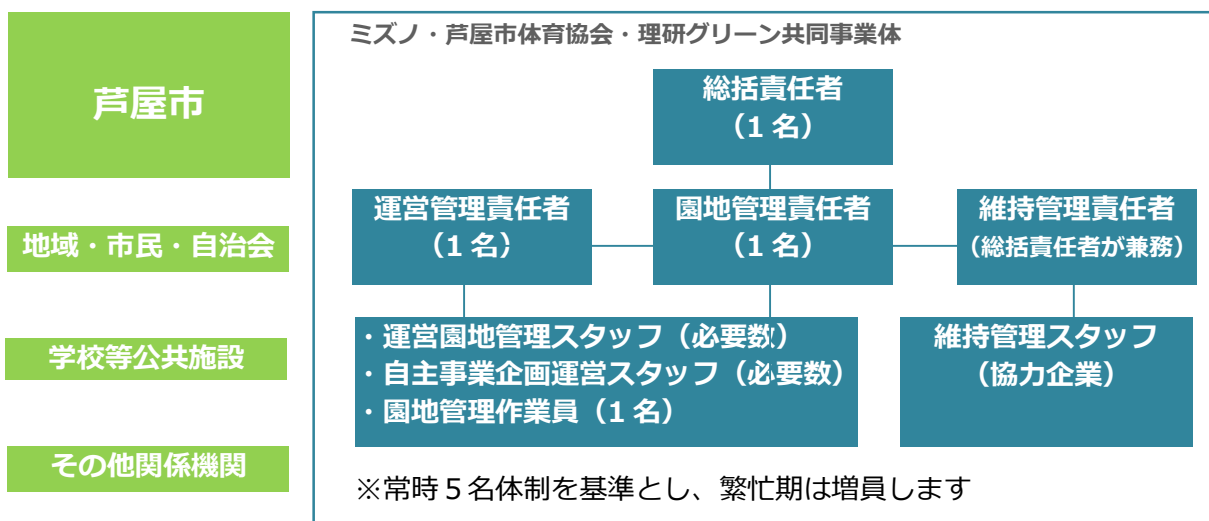 芦屋市
地域・市民・自治会
学校等公共施設
その他関係機関
ミズノ・芦屋市体育協会・理研グリーン共同事業体
総括責任者
（1 名）
運営管理責任者
（1 名）
園地管理責任者
（1 名）
維持管理責任者
（総括責任者が兼務）
・運営園地管理スタッフ（必要数）
・自主事業企画運営スタッフ（必要数）
・園地管理作業員（1 名）
維持管理スタッフ
（協力企業）
※常時５名体制を基準とし、繁忙期は増員します